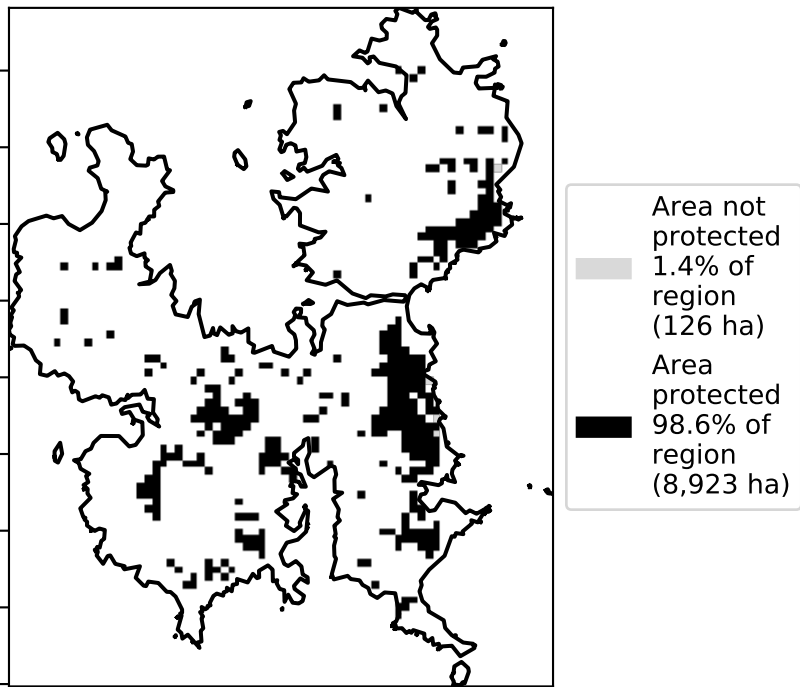 Area not
protected
1.4% of
region
(126 ha)
Area
protected
98.6% of
region
(8,923 ha)